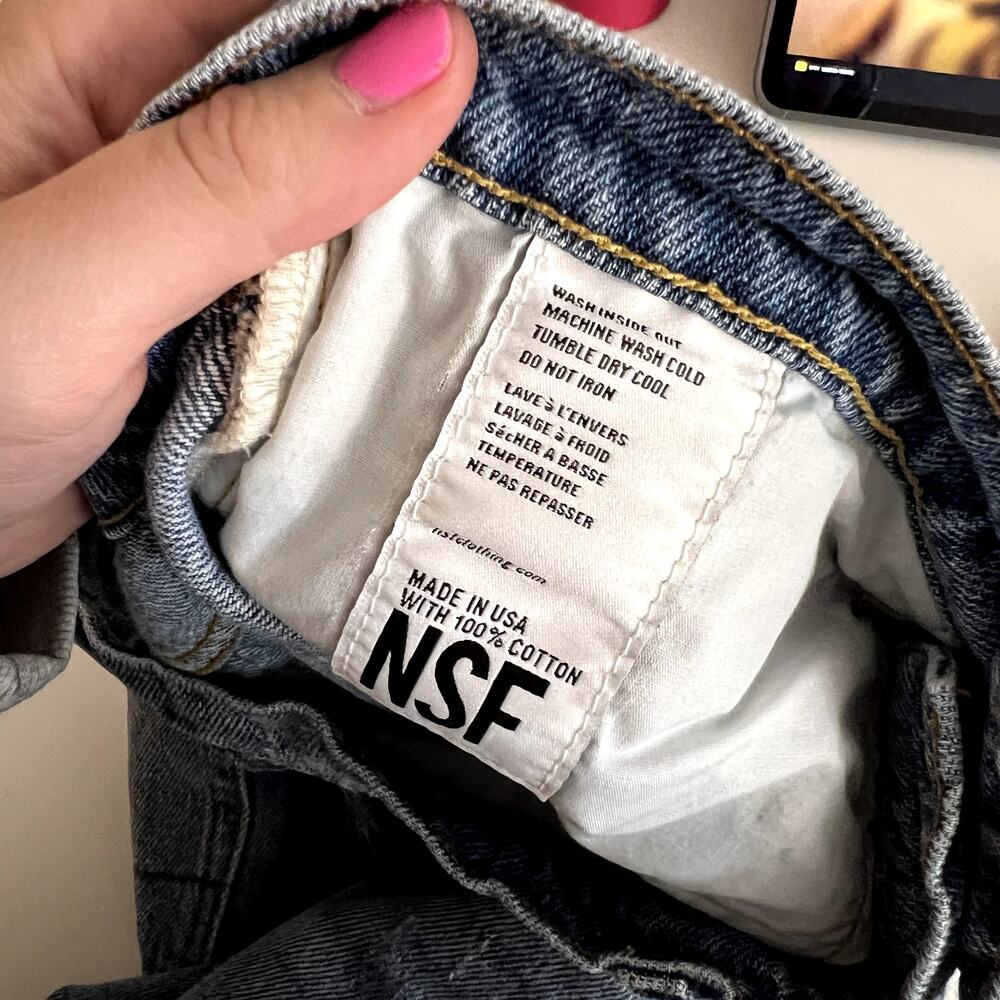 WASH INSIDE OUT
MACHINE WASH COLD
TUMBLE DRY COOL
DO NOT IRON
LAVEà L'ENVERS
LAVAGE à FROID
SéCHER A BASSE
TEMPERATURE
NE PAS REPASSER
nsfclothing.com
MADE IN USA
WITH 100% COTTON
NSF